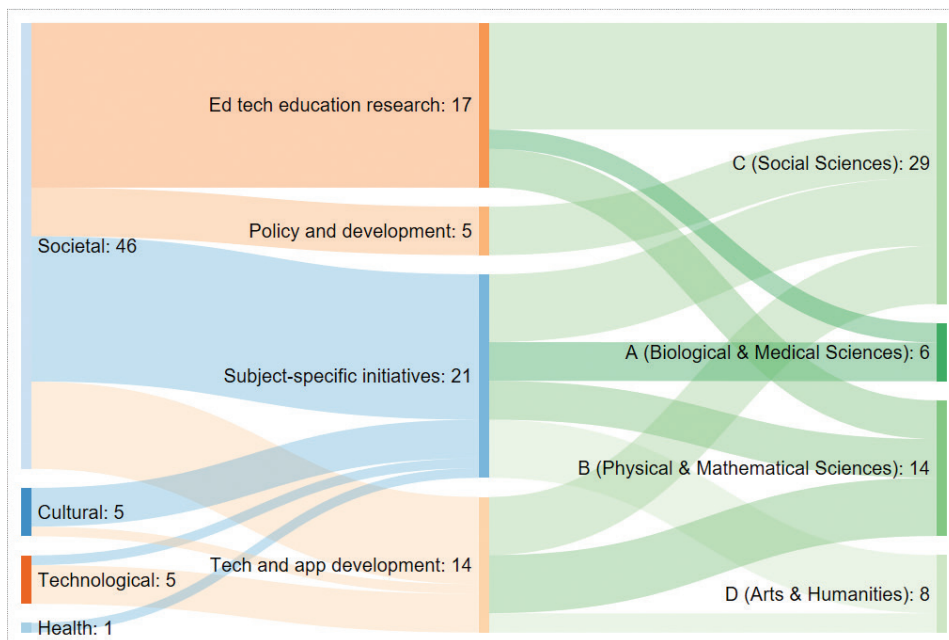 Ed tech education research: 17
C (Social Sciences): 29
Policy and development: 5
Societal: 46
A (Biological & Medical Sciences): 6
Subject-specific initiatives: 21
B (Physical & Mathematical Sciences): 14
Cultural: 5
Tech and app development: 14
Technological: 5
D (Arts & Humanities): 8
Health: 1